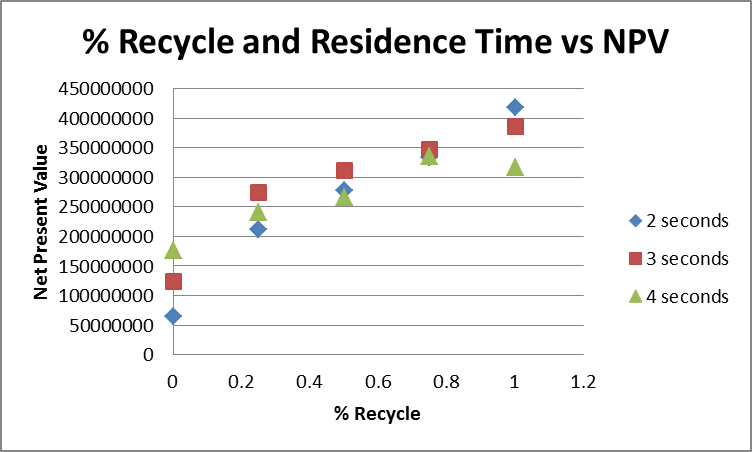 % Recycle and Residence Time vs NPV
Net Present Value
450000000
400000000
350000000
300000000
250000000
200000000
150000000
100000000
50000000
0
0 0.2 0.4 0.6 0.8 1 1.2
% Recycle
2 seconds
3 seconds
4 seconds